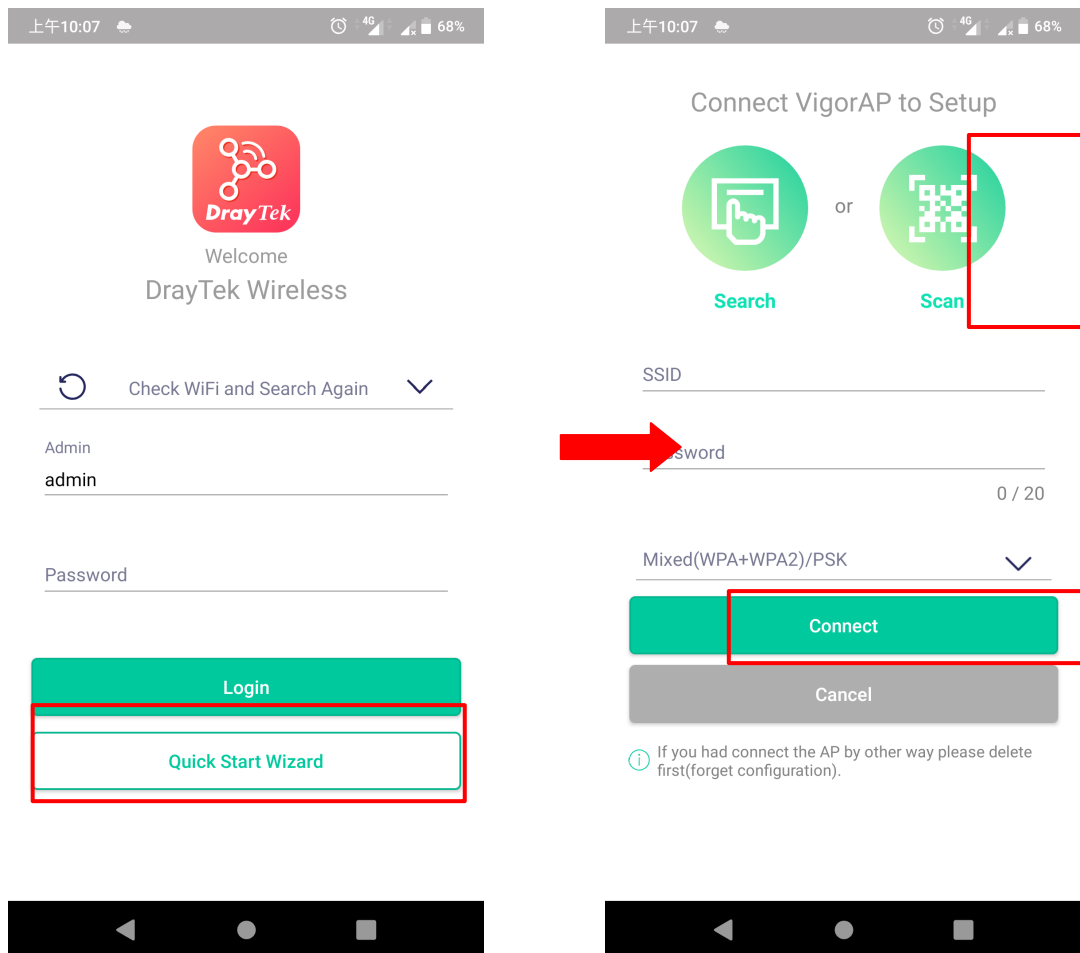 上午10:07
4G
68%
DrayTek
Welcome
DrayTek Wireless
Check WiFi and Search Again
Admin
admin
Password
Login
Quick Start Wizard
上午10:07
4G
68%
Connect VigorAP to Setup
or
Search
Scan
SSID
sword
0 / 20
Mixed(WPA+WPA2)/PSK
Connect
Cancel
If you had connect the AP by other way please delete
first(forget configuration).